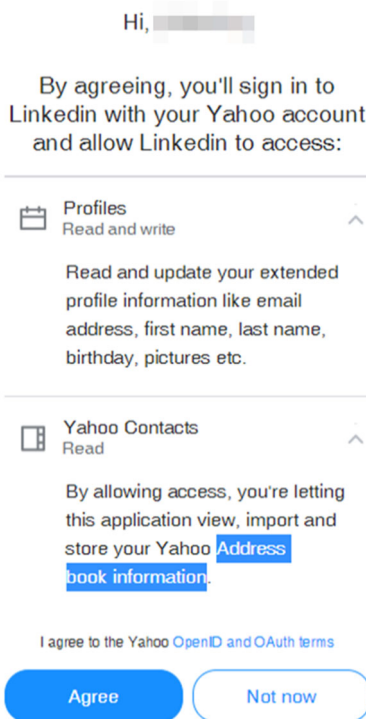 Hi,
By agreeing, you'll sign in to
Linkedin with your Yahoo account
and allow Linkedin to access:
Profiles
Read and write
Read and update your extended
profile information like email
address, first name, last name,
birthday, pictures etc.
Yahoo Contacts
Read
By allowing access, you're letting
this application view, import and
store your Yahoo Address
book information.
I agree to the Yahoo OpenID and OAuth terms
Agree Not now